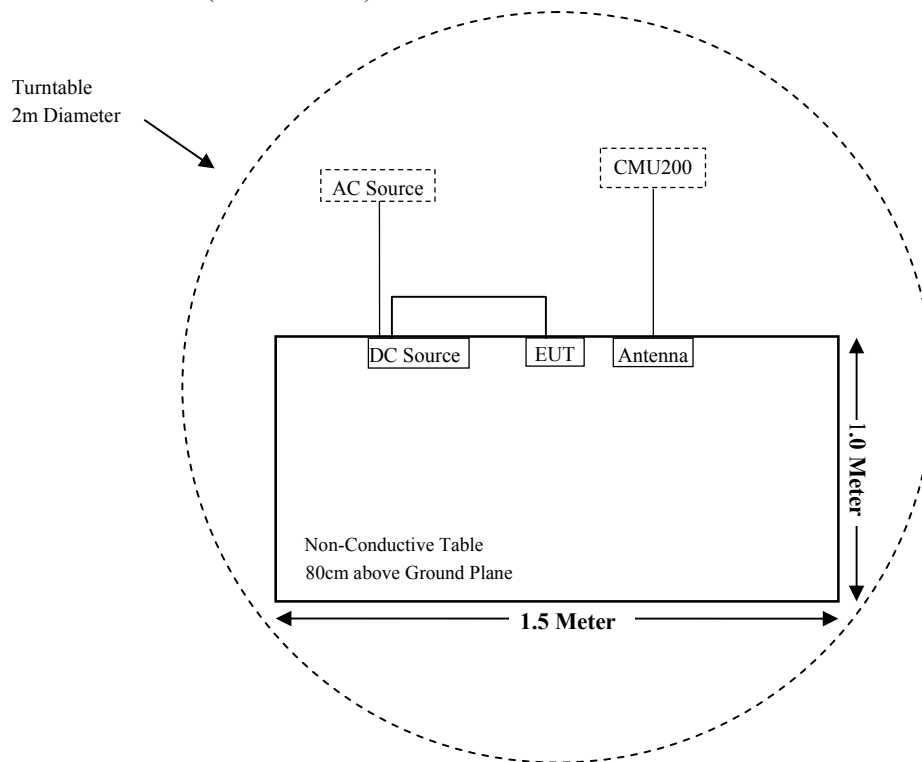 Turntable
2m Diameter
AC Source
CMU200
DC Source
EUT
Antenna
1.0 Meter
Non-Conductive Table
80cm above Ground Plane
1.5 Meter